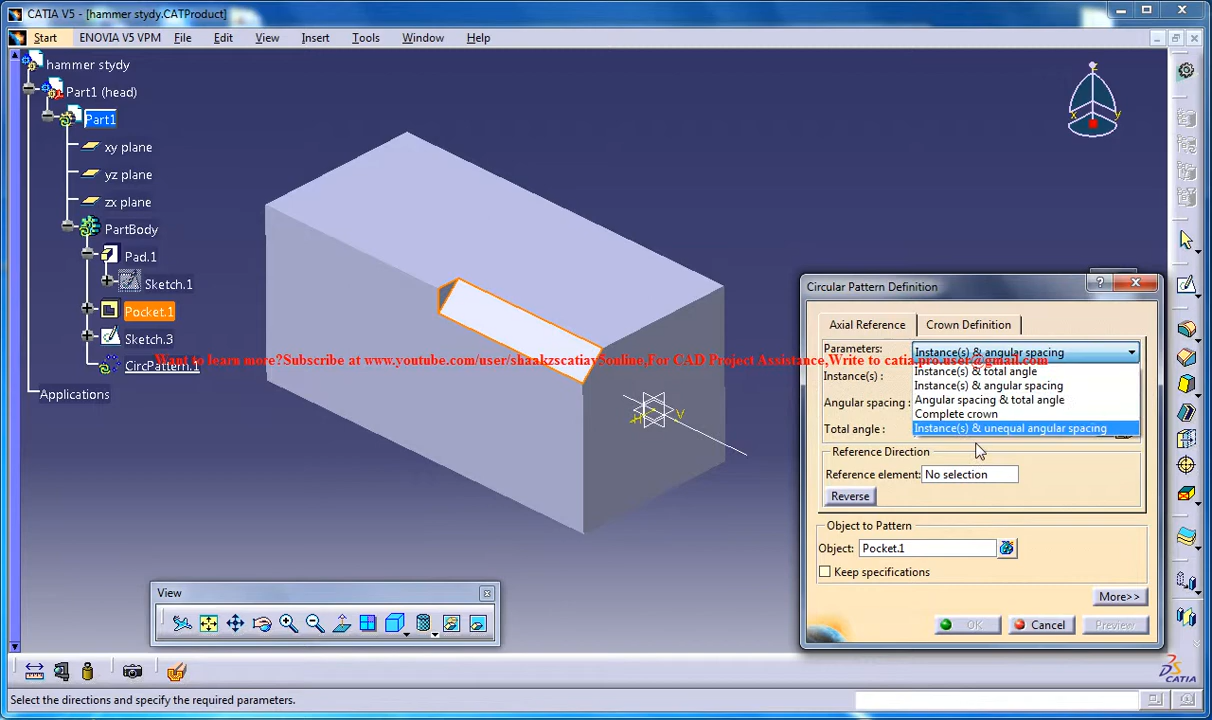 CATIA V5 - [hammer stydy.CATProduct]
Start ENOVIA V5 VPM File Edit View Insert Tools Window Help
hammer stydy
Part1 (head)
Part1
xy plane
yz plane
zx plane
PartBody
Pad.1
Sketch.1
Pocket.1
Sketch.3
CircPattern.1
Applications
Want to learn more?Subscribe at www.youtube.com/user/shaakzscatiaV5online,For CAD Project Assistance,Write to catia.pro.user@gmail.com
z
x y
H V
Circular Pattern Definition
Axial Reference Crown Definition
Parameters: Instance(s) & angular spacing
Instance(s) & total angle
Instance(s) : Instance(s) & angular spacing
Angular spacing : Angular spacing & total angle
Complete crown
Total angle : Instance(s) & unequal angular spacing
Reference Direction
Reference element: No selection
Reverse
Object to Pattern
Object: Pocket.1
Keep specifications
More>>
OK Cancel Preview
View
CATIA
Select the directions and specify the required parameters.